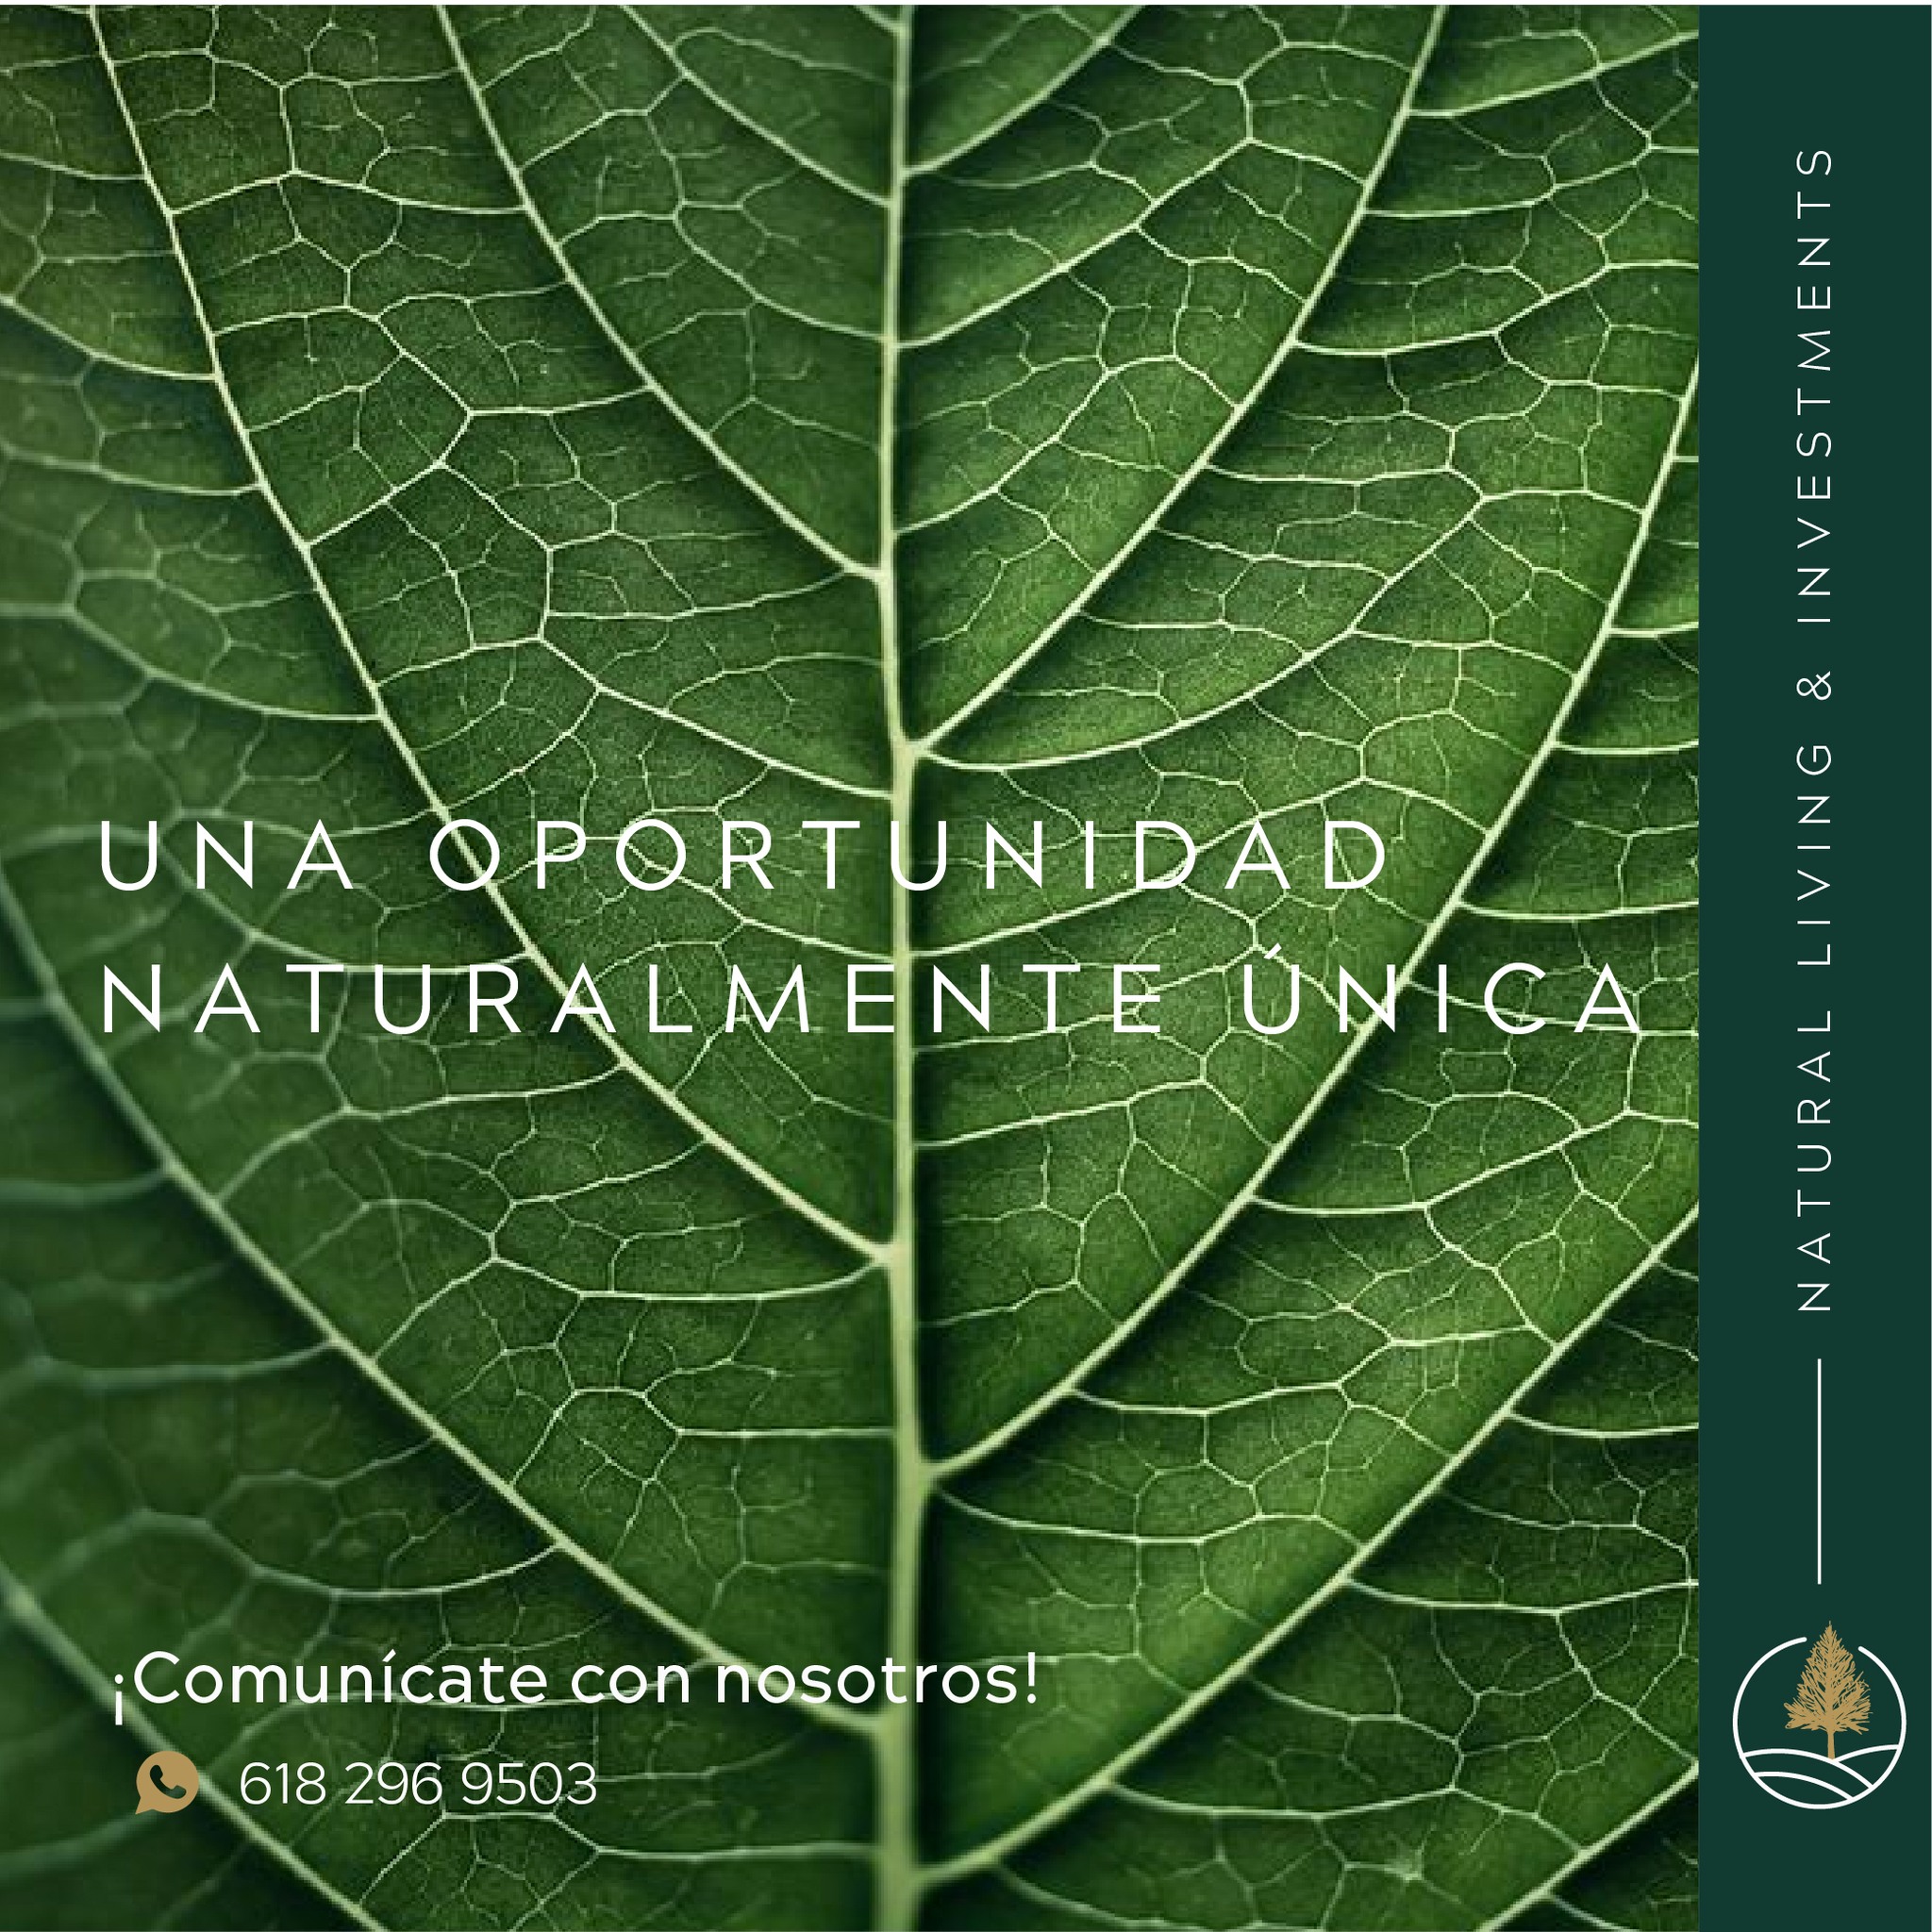 UNA OPORTUNIDAD
NATURALMENTE ÚNICA
¡Comunícate con nosotros!
618 296 9503
NATURAL LIVING & INVESTMENTS